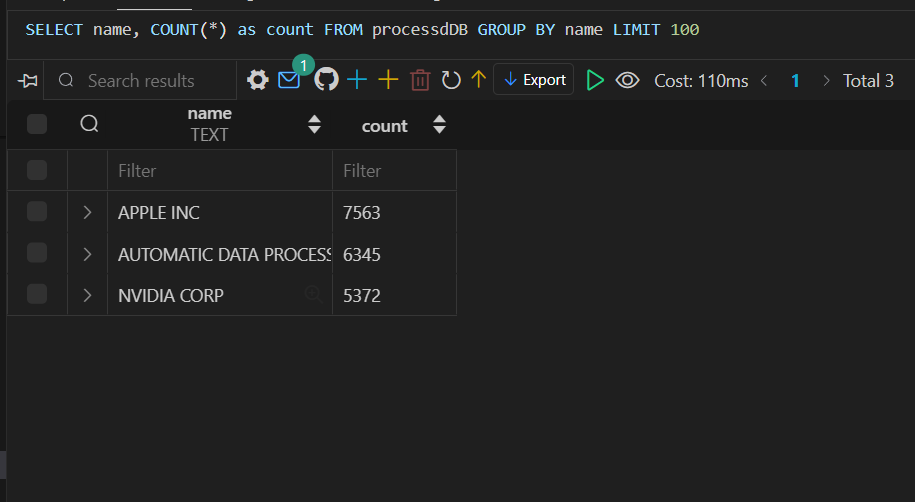 SELECT name, COUNT(*) as count FROM processdDB GROUP BY name LIMIT 100
Search results 1 Export Cost: 110ms 1 Total 3
name count
TEXT
Filter Filter
APPLE INC 7563
AUTOMATIC DATA PROCESS 6345
NVIDIA CORP 5372